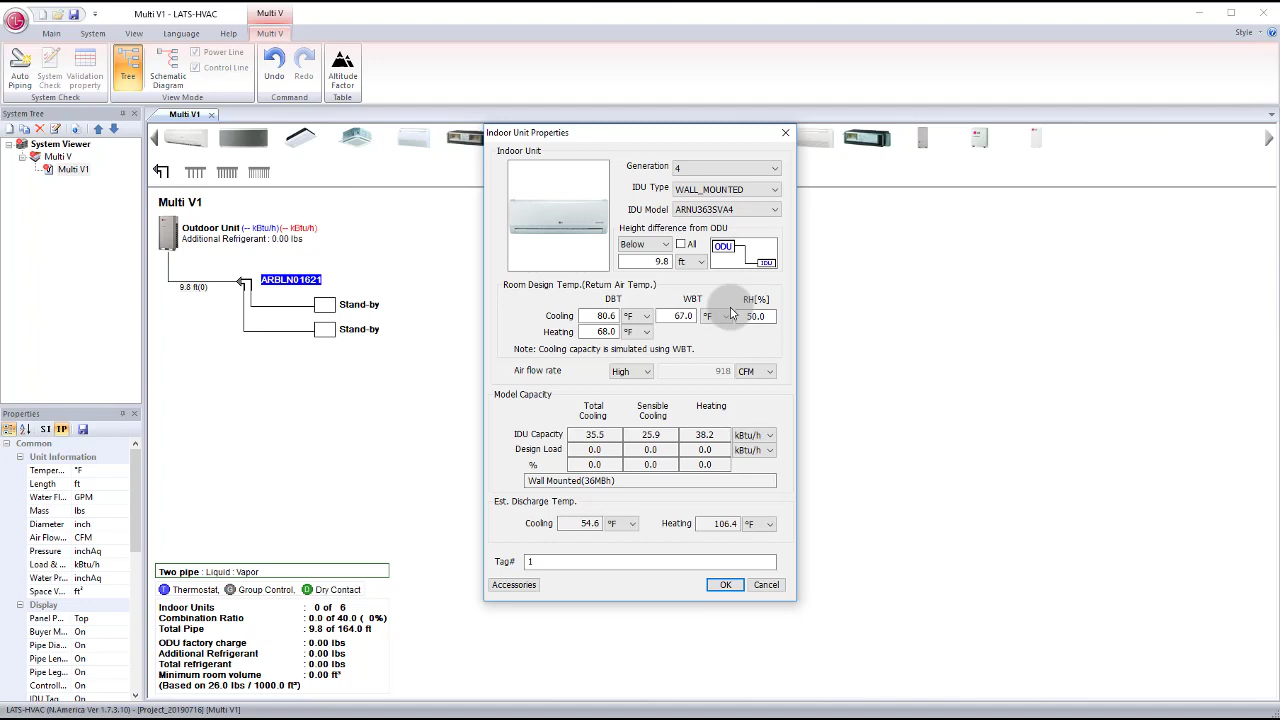 Multi V1 - LATS-HVAC
Multi V
Main System View Language Help Multi V
Style
Auto Piping
System Check
Validation property
System Check
Tree
Schematic Diagram
Power Line
Control Line
View Mode
Undo
Redo
Command
Altitude Factor
Table
System Tree
System Viewer
Multi V
Multi V1
Multi V1
Multi V1
Outdoor Unit (-- kBtu/h) (-- kBtu/h)
Additional Refrigerant : 0.00 lbs
9.8 ft(0)
ARBLN01621
Stand-by
Stand-by
Two pipe : Liquid : Vapor
T Thermostat, G Group Control, D Dry Contact
Indoor Units : 0 of 6
Combination Ratio : 0.0 of 40.0 ( 0%)
Total Pipe : 9.8 of 164.0 ft
ODU factory charge : 0.00 lbs
Additional Refrigerant : 0.00 lbs
Total refrigerant : 0.00 lbs
Minimum room volume : 0.00 ft³
(Based on 26.0 lbs / 1000.0 ft³)
Properties
SI IP
Common
Unit Information
Temper... °F
Length ft
Water Fl... GPM
Mass lbs
Diameter inch
Air Flow... CFM
Pressure inchAq
Load & ... kBtu/h
Water Pr... inchAq
Space V... ft²
Display
Panel P... Top
Buyer M... On
Pipe Dia... On
Pipe Len... On
Pipe Leg... On
Controll... On
IDU Tag On
Indoor Unit Properties
Indoor Unit
Generation 4
IDU Type WALL_MOUNTED
IDU Model ARNU363SVA4
Height difference from ODU
Below All
9.8 ft
ODU
IDU
Room Design Temp.(Return Air Temp.)
DBT WBT RH[%]
Cooling 80.6 °F 67.0 °F 50.0
Heating 68.0 °F
Note: Cooling capacity is simulated using WBT.
Air flow rate High 918 CFM
Model Capacity
Total Cooling
Sensible Cooling
Heating
IDU Capacity 35.5 25.9 38.2 kBtu/h
Design Load 0.0 0.0 0.0 kBtu/h
% 0.0 0.0 0.0
Wall Mounted(36MBh)
Est. Discharge Temp.
Cooling 54.6 °F Heating 106.4 °F
Tag# 1
Accessories OK Cancel
LATS-HVAC (N.America Ver 1.7.3.10) - [Project_20190716] [Multi V1]